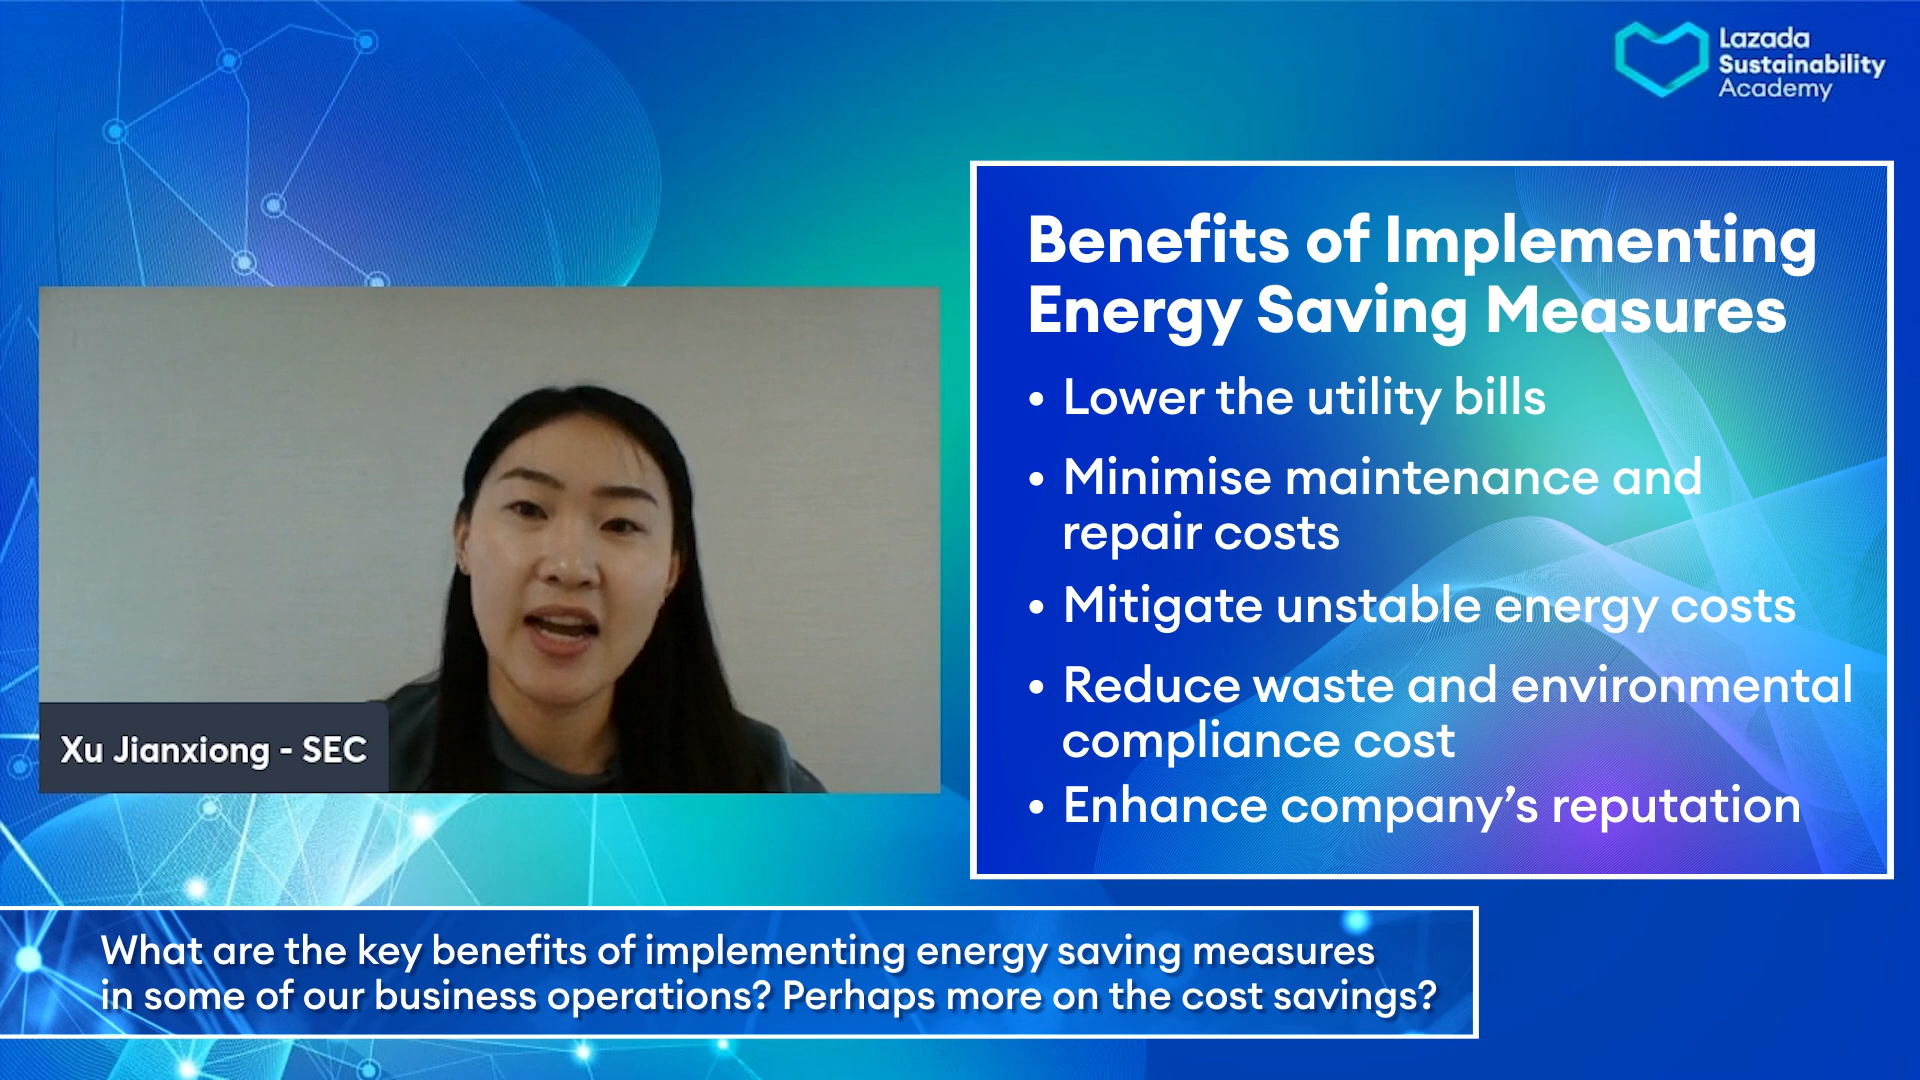 Lazada
Sustainability
Academy
Benefits of Implementing
Energy Saving Measures
• Lower the utility bills
• Minimise maintenance and
repair costs
• Mitigate unstable energy costs
• Reduce waste and environmental
compliance cost
• Enhance company’s reputation
Xu Jianxiong - SEC
What are the key benefits of implementing energy saving measures
in some of our business operations? Perhaps more on the cost savings?